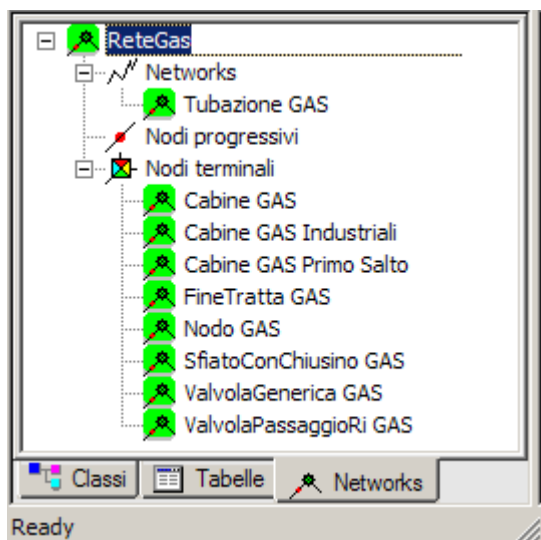 ReteGas
Networks
Tubazione GAS
Nodi progressivi
Nodi terminali
Cabine GAS
Cabine GAS Industriali
Cabine GAS Primo Salto
FineTratta GAS
Nodo GAS
SfiatoConChiusino GAS
ValvolaGenerica GAS
ValvolaPassaggioRi GAS
Classi Tabelle Networks
Ready